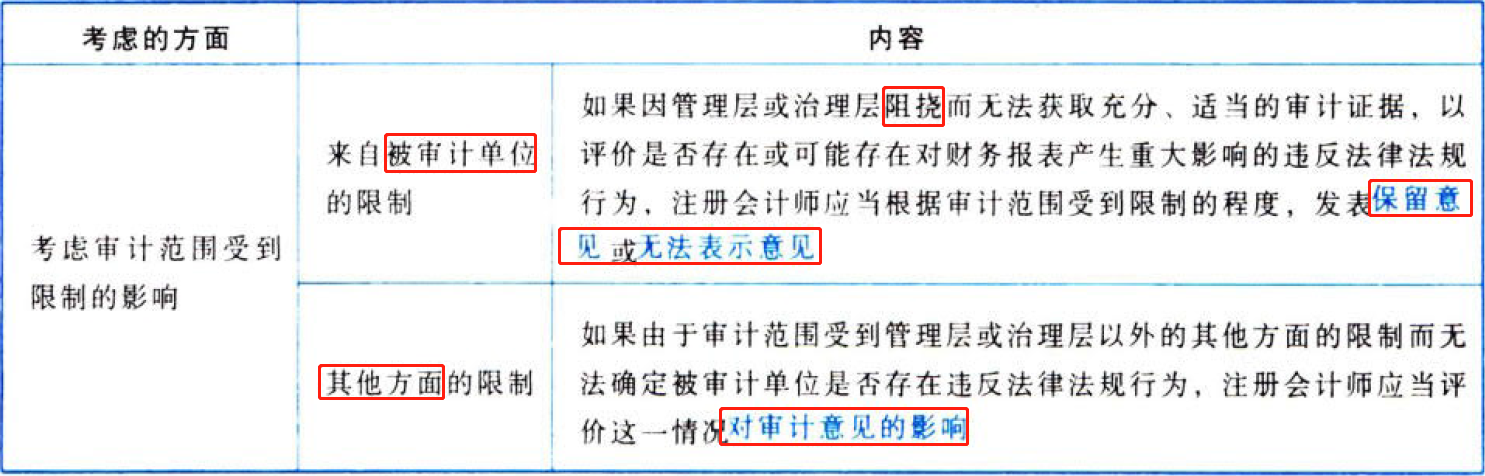 考虑的方面
内容
考虑审计范围受到
限制的影响
来自被审计单位
的限制
如果因管理层或治理层阻挠而无法获取充分、适当的审计证据，以
评价是否存在或可能存在对财务报表产生重大影响的违反法律法规
行为，注册会计师应当根据审计范围受到限制的程度，发表保留意
见或无法表示意见
其他方面的限制
如果由于审计范围受到管理层或治理层以外的其他方面的限制而无
法确定被审计单位是否存在违反法律法规行为，注册会计师应当评
价这一情况对审计意见的影响